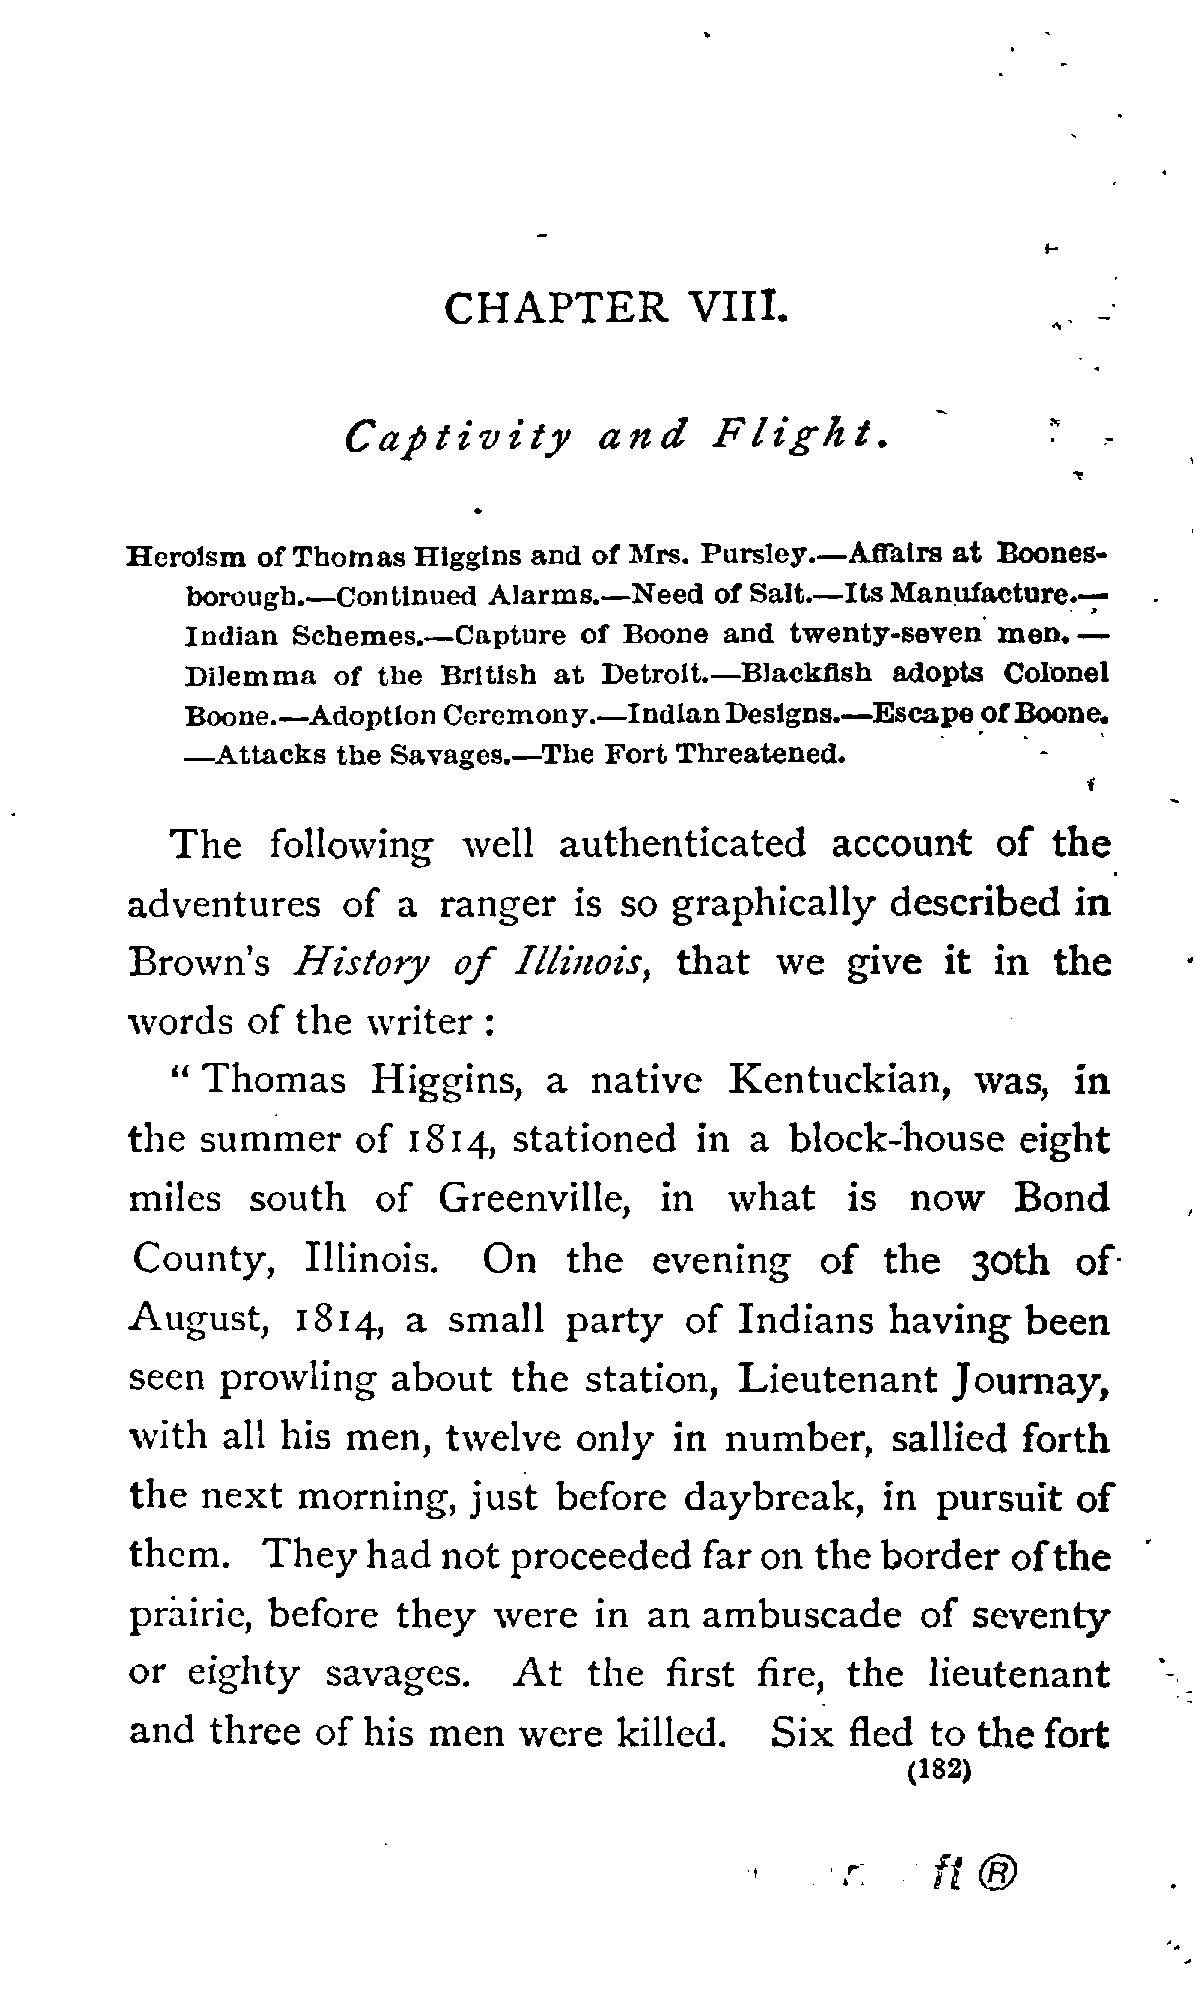 CHAPTER VIII.
Captivity and Flight.
Heroism of Thomas Higgins and of Mrs. Pursley.—Affairs at Boones-
borough.—Continued Alarms.—Need of Salt.—Its Manufacture.—
Indian Schemes.—Capture of Boone and twenty-seven men.—
Dilemma of the British at Detroit.—Blackfish adopts Colonel
Boone.—Adoption Ceremony.—Indian Designs.—Escape of Boone.
—Attacks the Savages.—The Fort Threatened.
The following well authenticated account of the
adventures of a ranger is so graphically described in
Brown's History of Illinois, that we give it in the
words of the writer :
“ Thomas Higgins, a native Kentuckian, was, in
the summer of 1814, stationed in a block-house eight
miles south of Greenville, in what is now Bond
County, Illinois. On the evening of the 30th of
August, 1814, a small party of Indians having been
seen prowling about the station, Lieutenant Journay,
with all his men, twelve only in number, sallied forth
the next morning, just before daybreak, in pursuit of
them. They had not proceeded far on the border of the
prairie, before they were in an ambuscade of seventy
or eighty savages. At the first fire, the lieutenant
and three of his men were killed. Six fled to the fort
(182)
ft ®